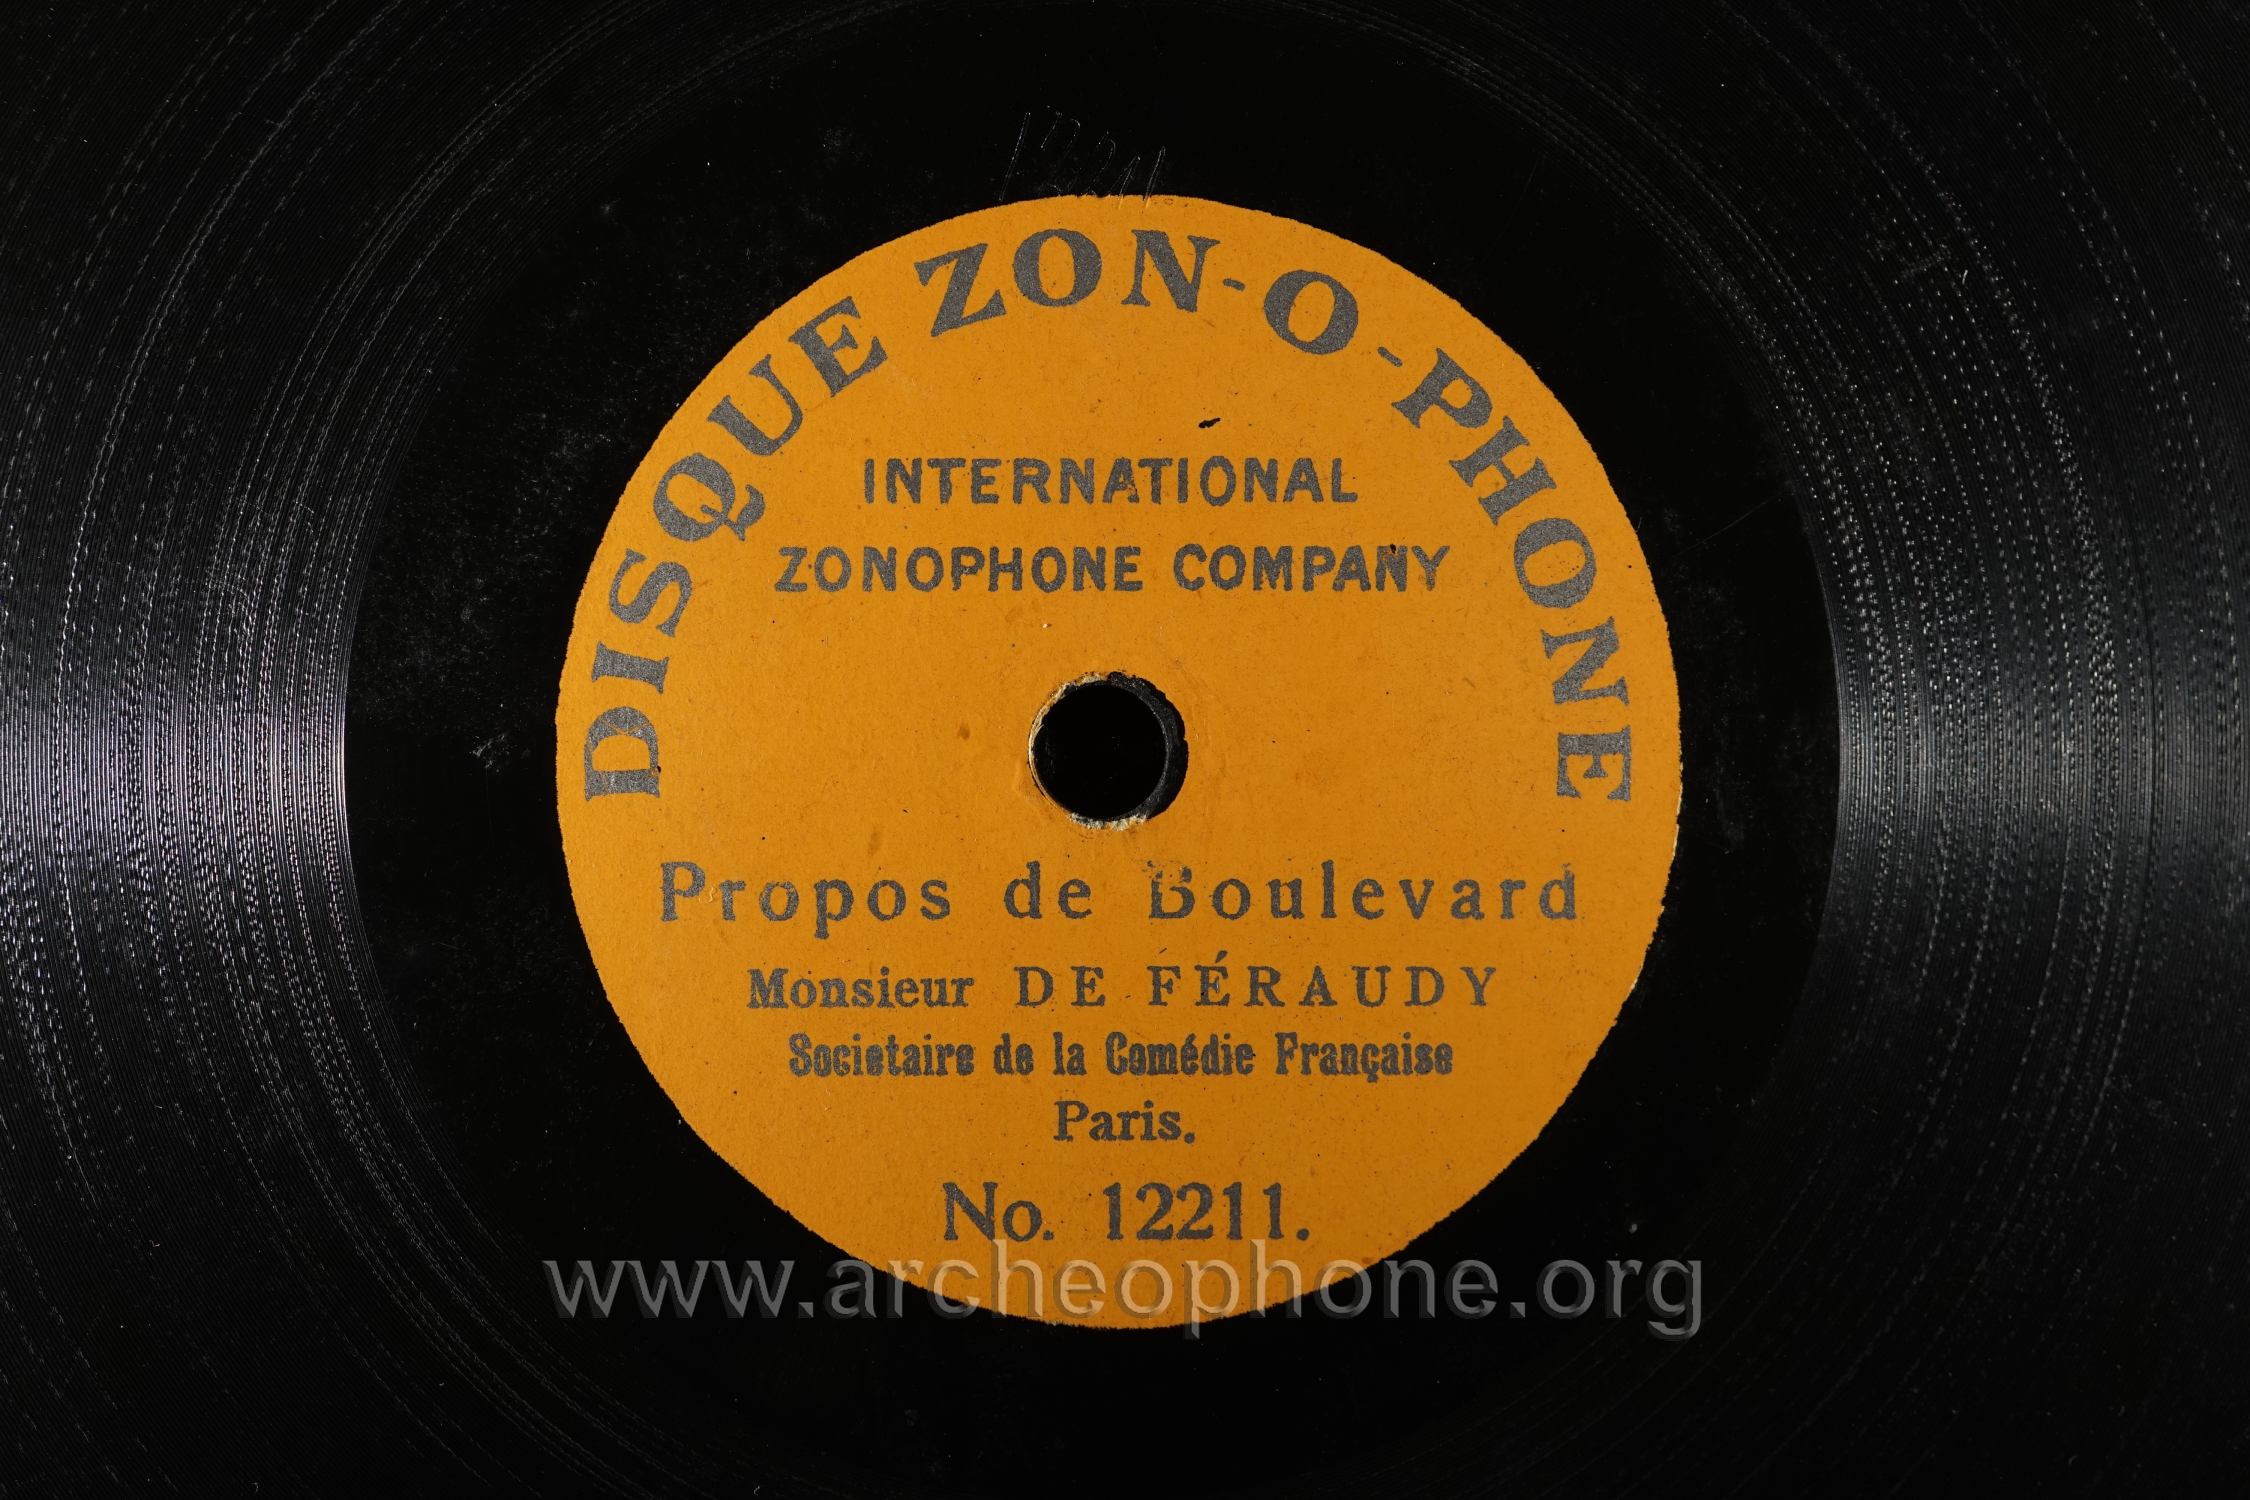 DISQUE ZON-O-PHONE
INTERNATIONAL
ZONOPHONE COMPANY
Propos de Boulevard
Monsieur DE FÉRAUDY
Societaire de la Comédie Française
Paris.
No. 12211.
www.archeophone.org